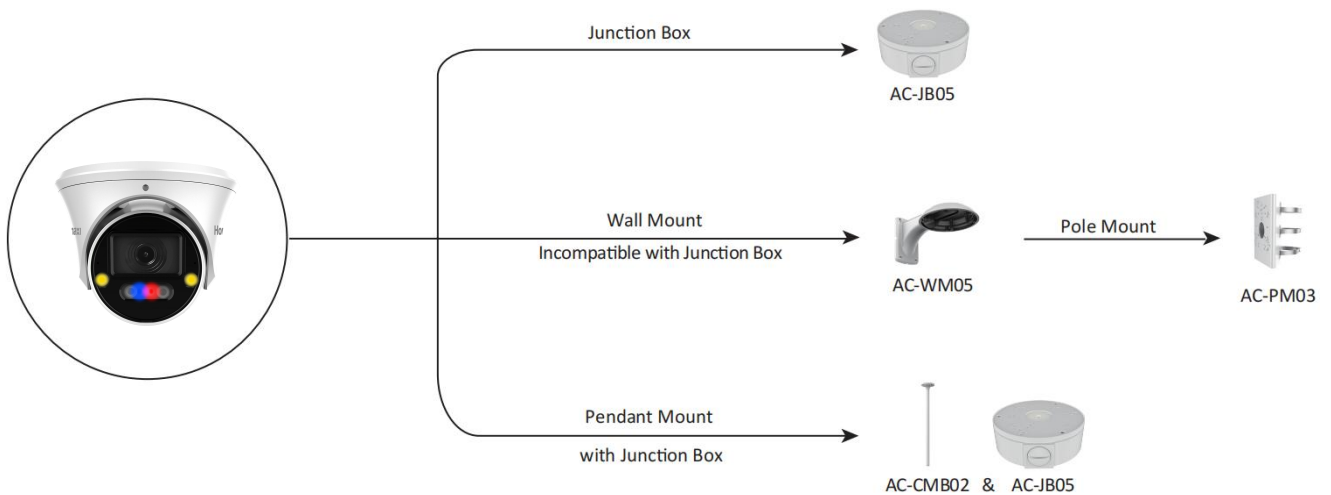 Junction Box
AC-JB05
Wall Mount
Incompatible with Junction Box
AC-WM05
Pole Mount
AC-PM03
Pendant Mount
with Junction Box
AC-CMB02 & AC-JB05